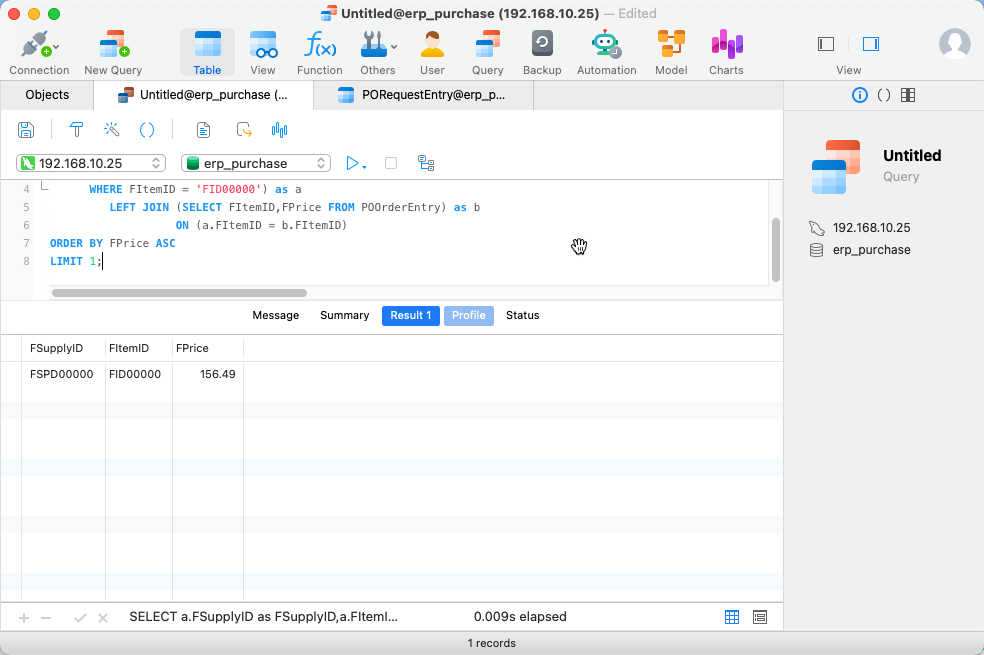 Untitled@erp_purchase (192.168.10.25) — Edited
Connection New Query Table View Function Others User Query Backup Automation Model Charts View
Objects Untitled@erp_purchase (... PORequestEntry@erp_p...
192.168.10.25 erp_purchase
4 WHERE FItemID = 'FID00000') as a
5 LEFT JOIN (SELECT FItemID,FPrice FROM POOrderEntry) as b
6 ON (a.FItemID = b.FItemID)
7 ORDER BY FPrice ASC
8 LIMIT 1;
Message Summary Result 1 Profile Status
FSupplyID FItemID FPrice
FSPD00000 FID00000 156.49
SELECT a.FSupplyID as FSupplyID,a.FItemI... 0.009s elapsed
1 records
Untitled
Query
192.168.10.25
erp_purchase